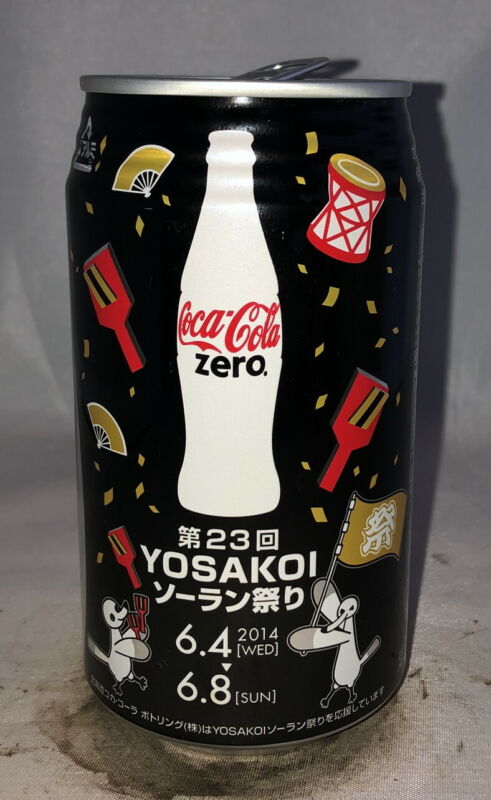 Coca-Cola
zero.
祭
第23回
YOSAKOI
ソーラン祭り
6.4 2014 [WED]
6.8 [SUN]
北海道コカ・コーラ ボトリング(株)はYOSAKOIソーラン祭りを応援しています